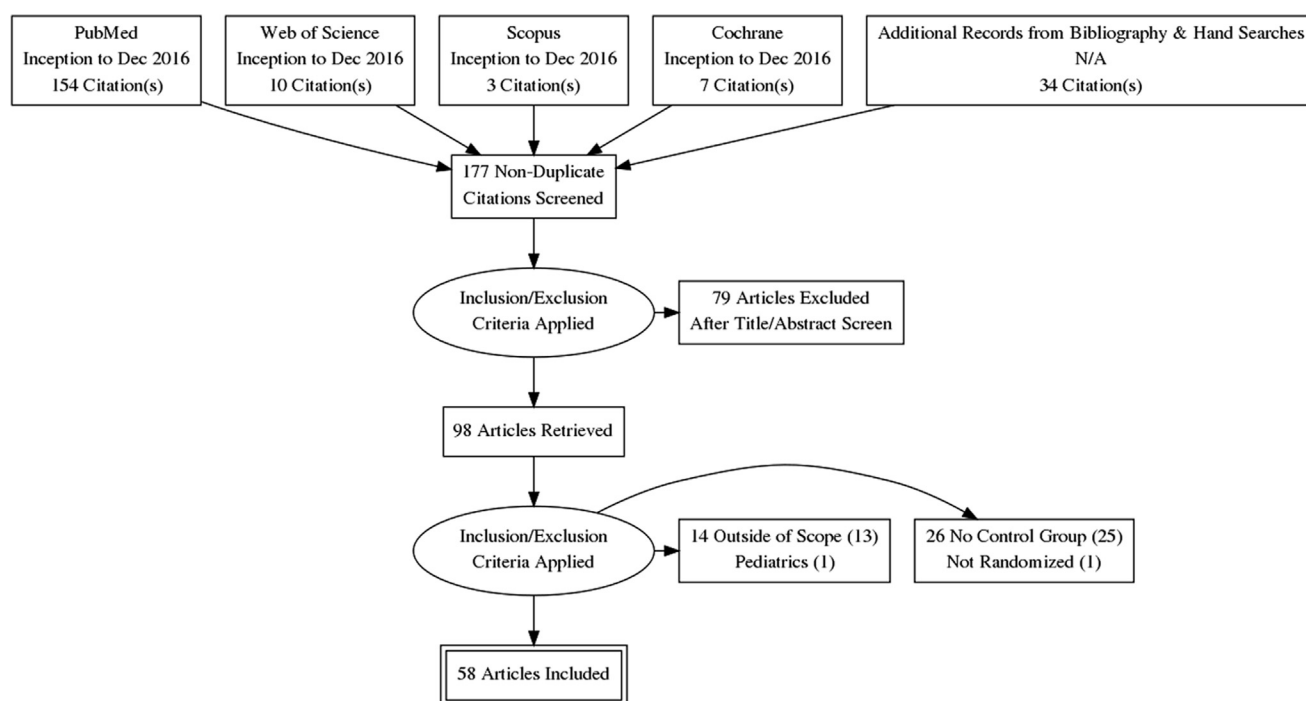 PubMed
Inception to Dec 2016
154 Citation(s)
Web of Science
Inception to Dec 2016
10 Citation(s)
Scopus
Inception to Dec 2016
3 Citation(s)
Cochrane
Inception to Dec 2016
7 Citation(s)
Additional Records from Bibliography & Hand Searches
N/A
34 Citation(s)
177 Non-Duplicate
Citations Screened
Inclusion/Exclusion
Criteria Applied
79 Articles Excluded
After Title/Abstract Screen
98 Articles Retrieved
Inclusion/Exclusion
Criteria Applied
14 Outside of Scope (13)
Pediatrics (1)
26 No Control Group (25)
Not Randomized (1)
58 Articles Included